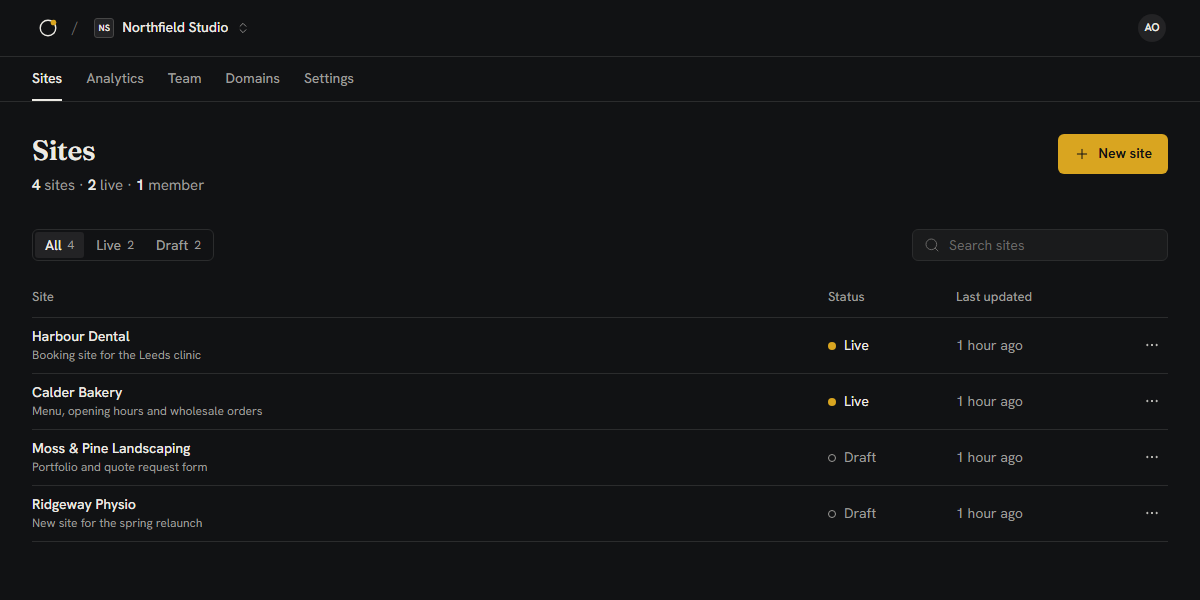 / NS Northfield Studio AO
Sites Analytics Team Domains Settings
Sites
+ New site
4 sites · 2 live · 1 member
All 4 Live 2 Draft 2 Search sites
Site Status Last updated
Harbour Dental
Booking site for the Leeds clinic
Live 1 hour ago ...
Calder Bakery
Menu, opening hours and wholesale orders
Live 1 hour ago ...
Moss & Pine Landscaping
Portfolio and quote request form
Draft 1 hour ago ...
Ridgeway Physio
New site for the spring relaunch
Draft 1 hour ago ...